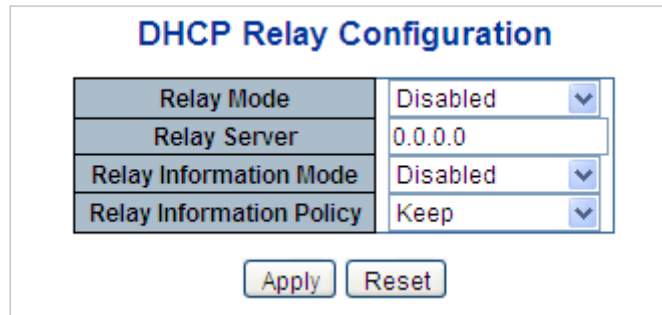 DHCP Relay Configuration
Relay Mode Disabled
Relay Server 0.0.0.0
Relay Information Mode Disabled
Relay Information Policy Keep
Apply Reset